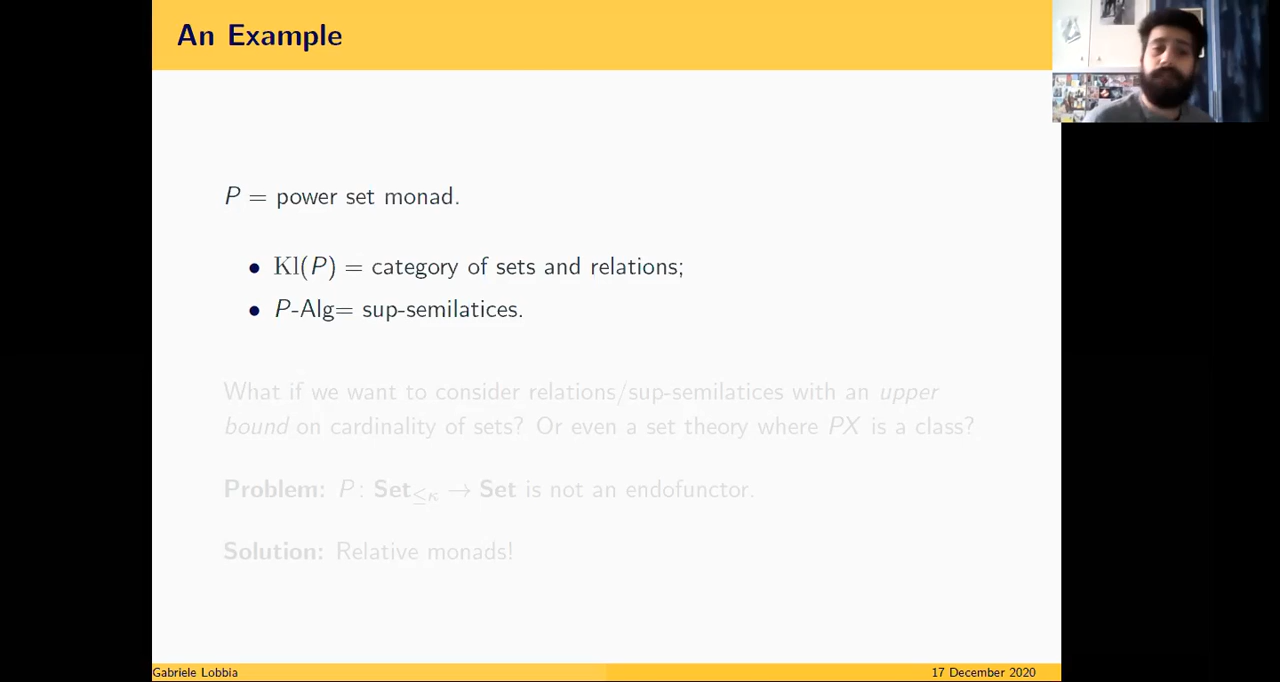 An Example
P = power set monad.
• Kl(P) = category of sets and relations;
• P-Alg= sup-semilatices.
What if we want to consider relations/sup-semilatices with an upper
bound on cardinality of sets? Or even a set theory where PX is a class?
Problem: P: Set≤κ → Set is not an endofunctor.
Solution: Relative monads!
Gabriele Lobbia
17 December 2020